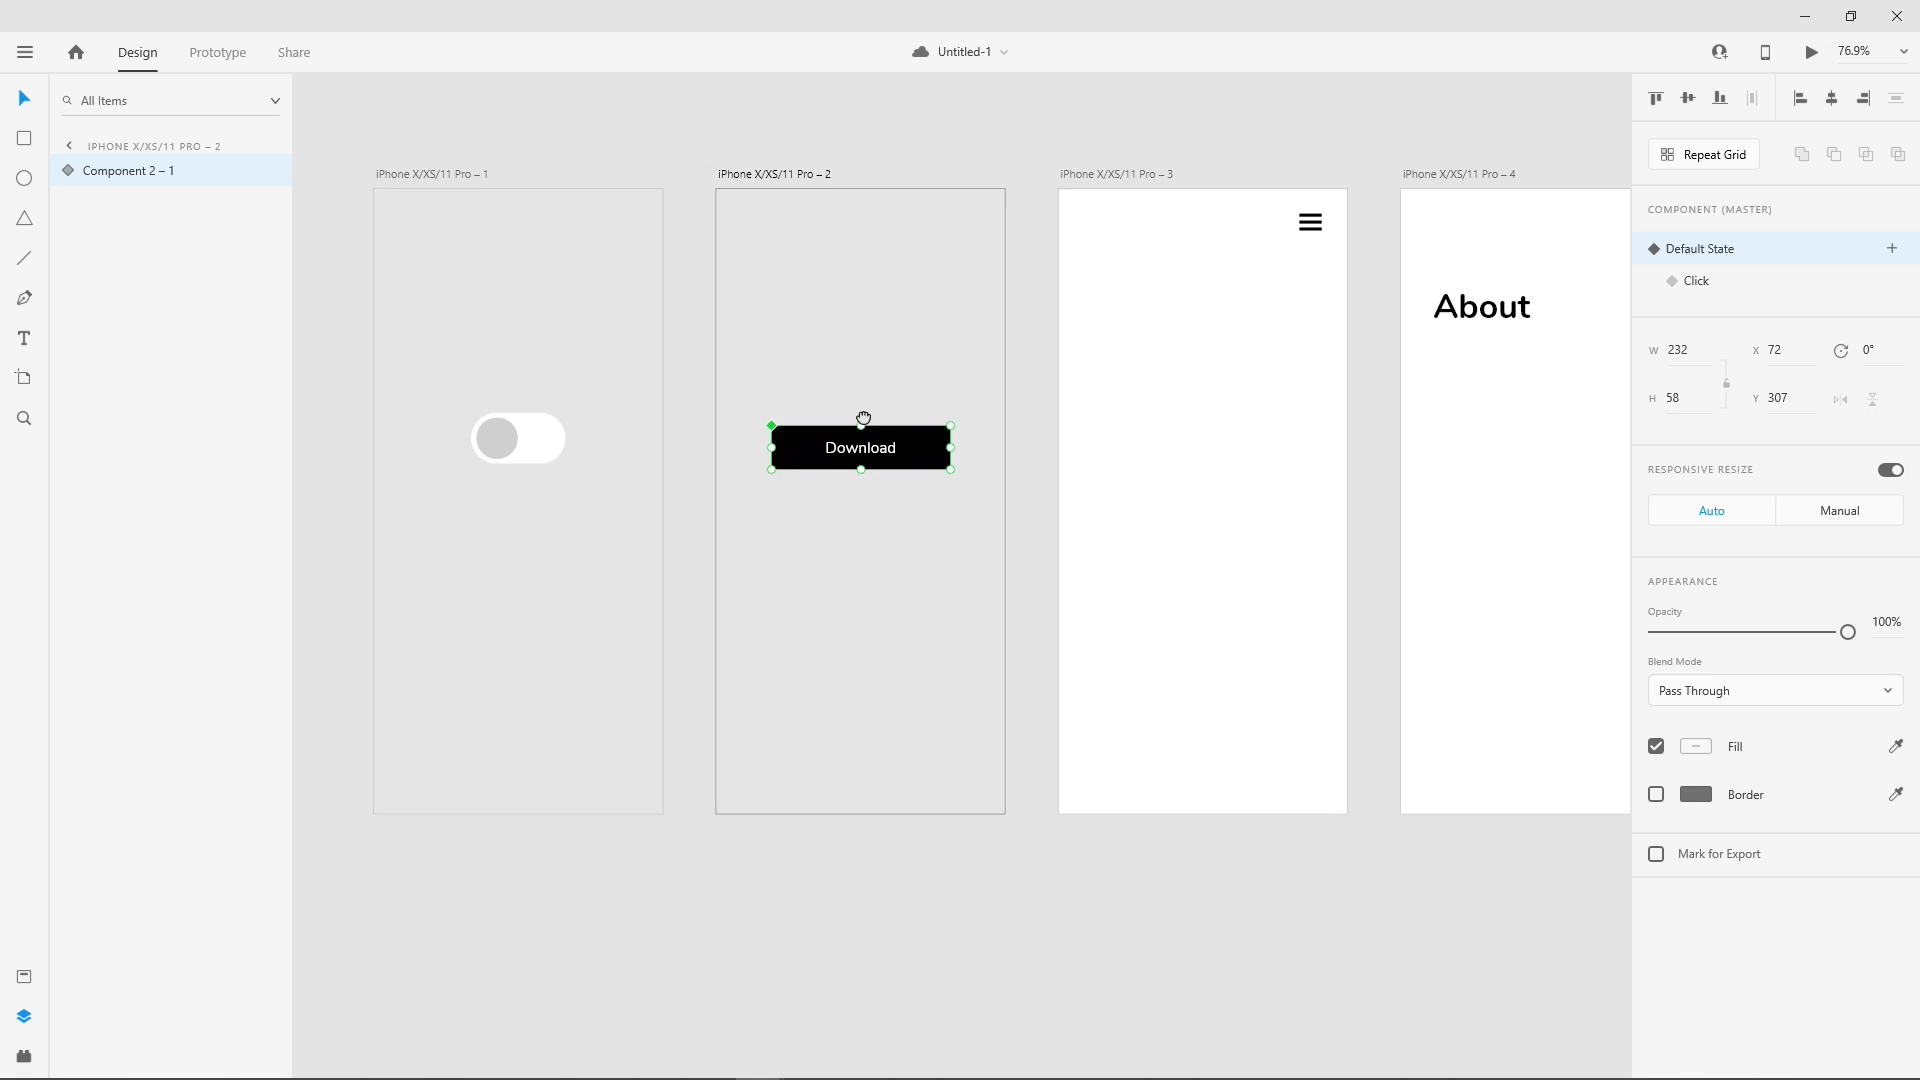 Design
Prototype
Share
Untitled-1
76.9%
All Items
IPHONE X/XS/11 PRO – 2
Component 2 – 1
iPhone X/XS/11 Pro – 1
iPhone X/XS/11 Pro – 2
Download
iPhone X/XS/11 Pro – 3
iPhone X/XS/11 Pro – 4
About
Repeat Grid
COMPONENT (MASTER)
Default State
Click
W 232 X 72 0°
H 58 Y 307
RESPONSIVE RESIZE
Auto Manual
APPEARANCE
Opacity
100%
Blend Mode
Pass Through
Fill
Border
Mark for Export